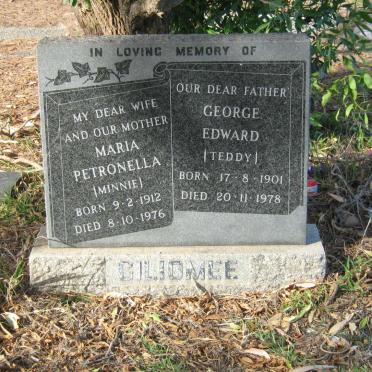 IN LOVING MEMORY OF
MY DEAR WIFE
AND OUR MOTHER
MARIA
PETRONELLA
(MINNIE)
BORN 9-2-1912
DIED 8-10-1976
OUR DEAR FATHER
GEORGE
EDWARD
(TEDDY)
BORN 17-8-1901
DIED 20-11-1978